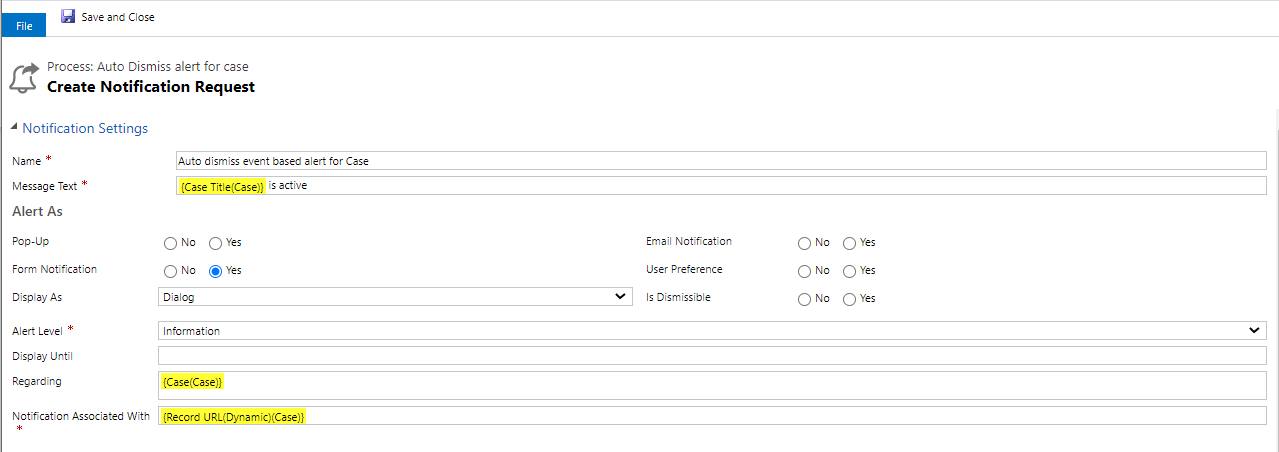 File Save and Close
Process: Auto Dismiss alert for case
Create Notification Request
Notification Settings
Name * Auto dismiss event based alert for Case
Message Text * {Case Title(Case)} is active
Alert As
Pop-Up No Yes Email Notification No Yes
Form Notification No Yes User Preference No Yes
Display As Dialog Is Dismissible No Yes
Alert Level * Information
Display Until
Regarding {Case(Case)}
Notification Associated With {Record URL(Dynamic)(Case)}
*